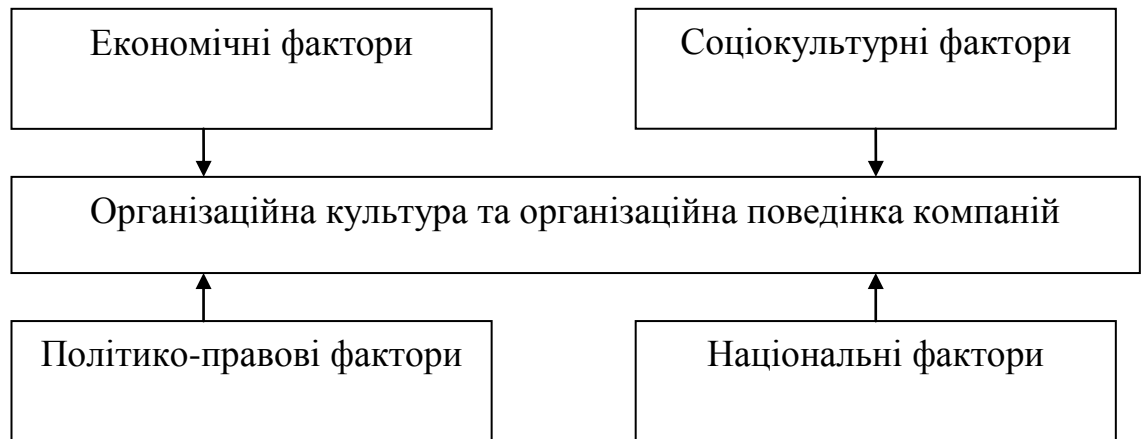 Економічні фактори
Соціокультурні фактори
Організаційна культура та організаційна поведінка компаній
Політико-правові фактори
Національні фактори